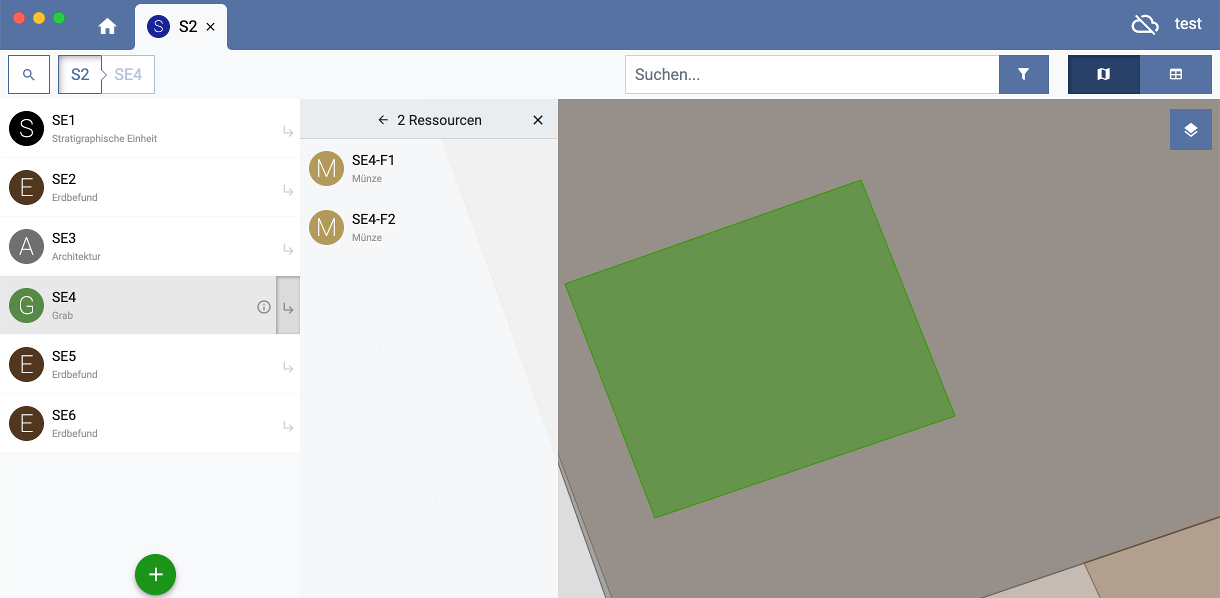 S S2 ×
test
S2 SE4
Suchen...
S SE1
Stratigraphische Einheit
E SE2
Erdbefund
A SE3
Architektur
G SE4
Grab
E SE5
Erdbefund
E SE6
Erdbefund
2 Ressourcen
M SE4-F1
Münze
M SE4-F2
Münze